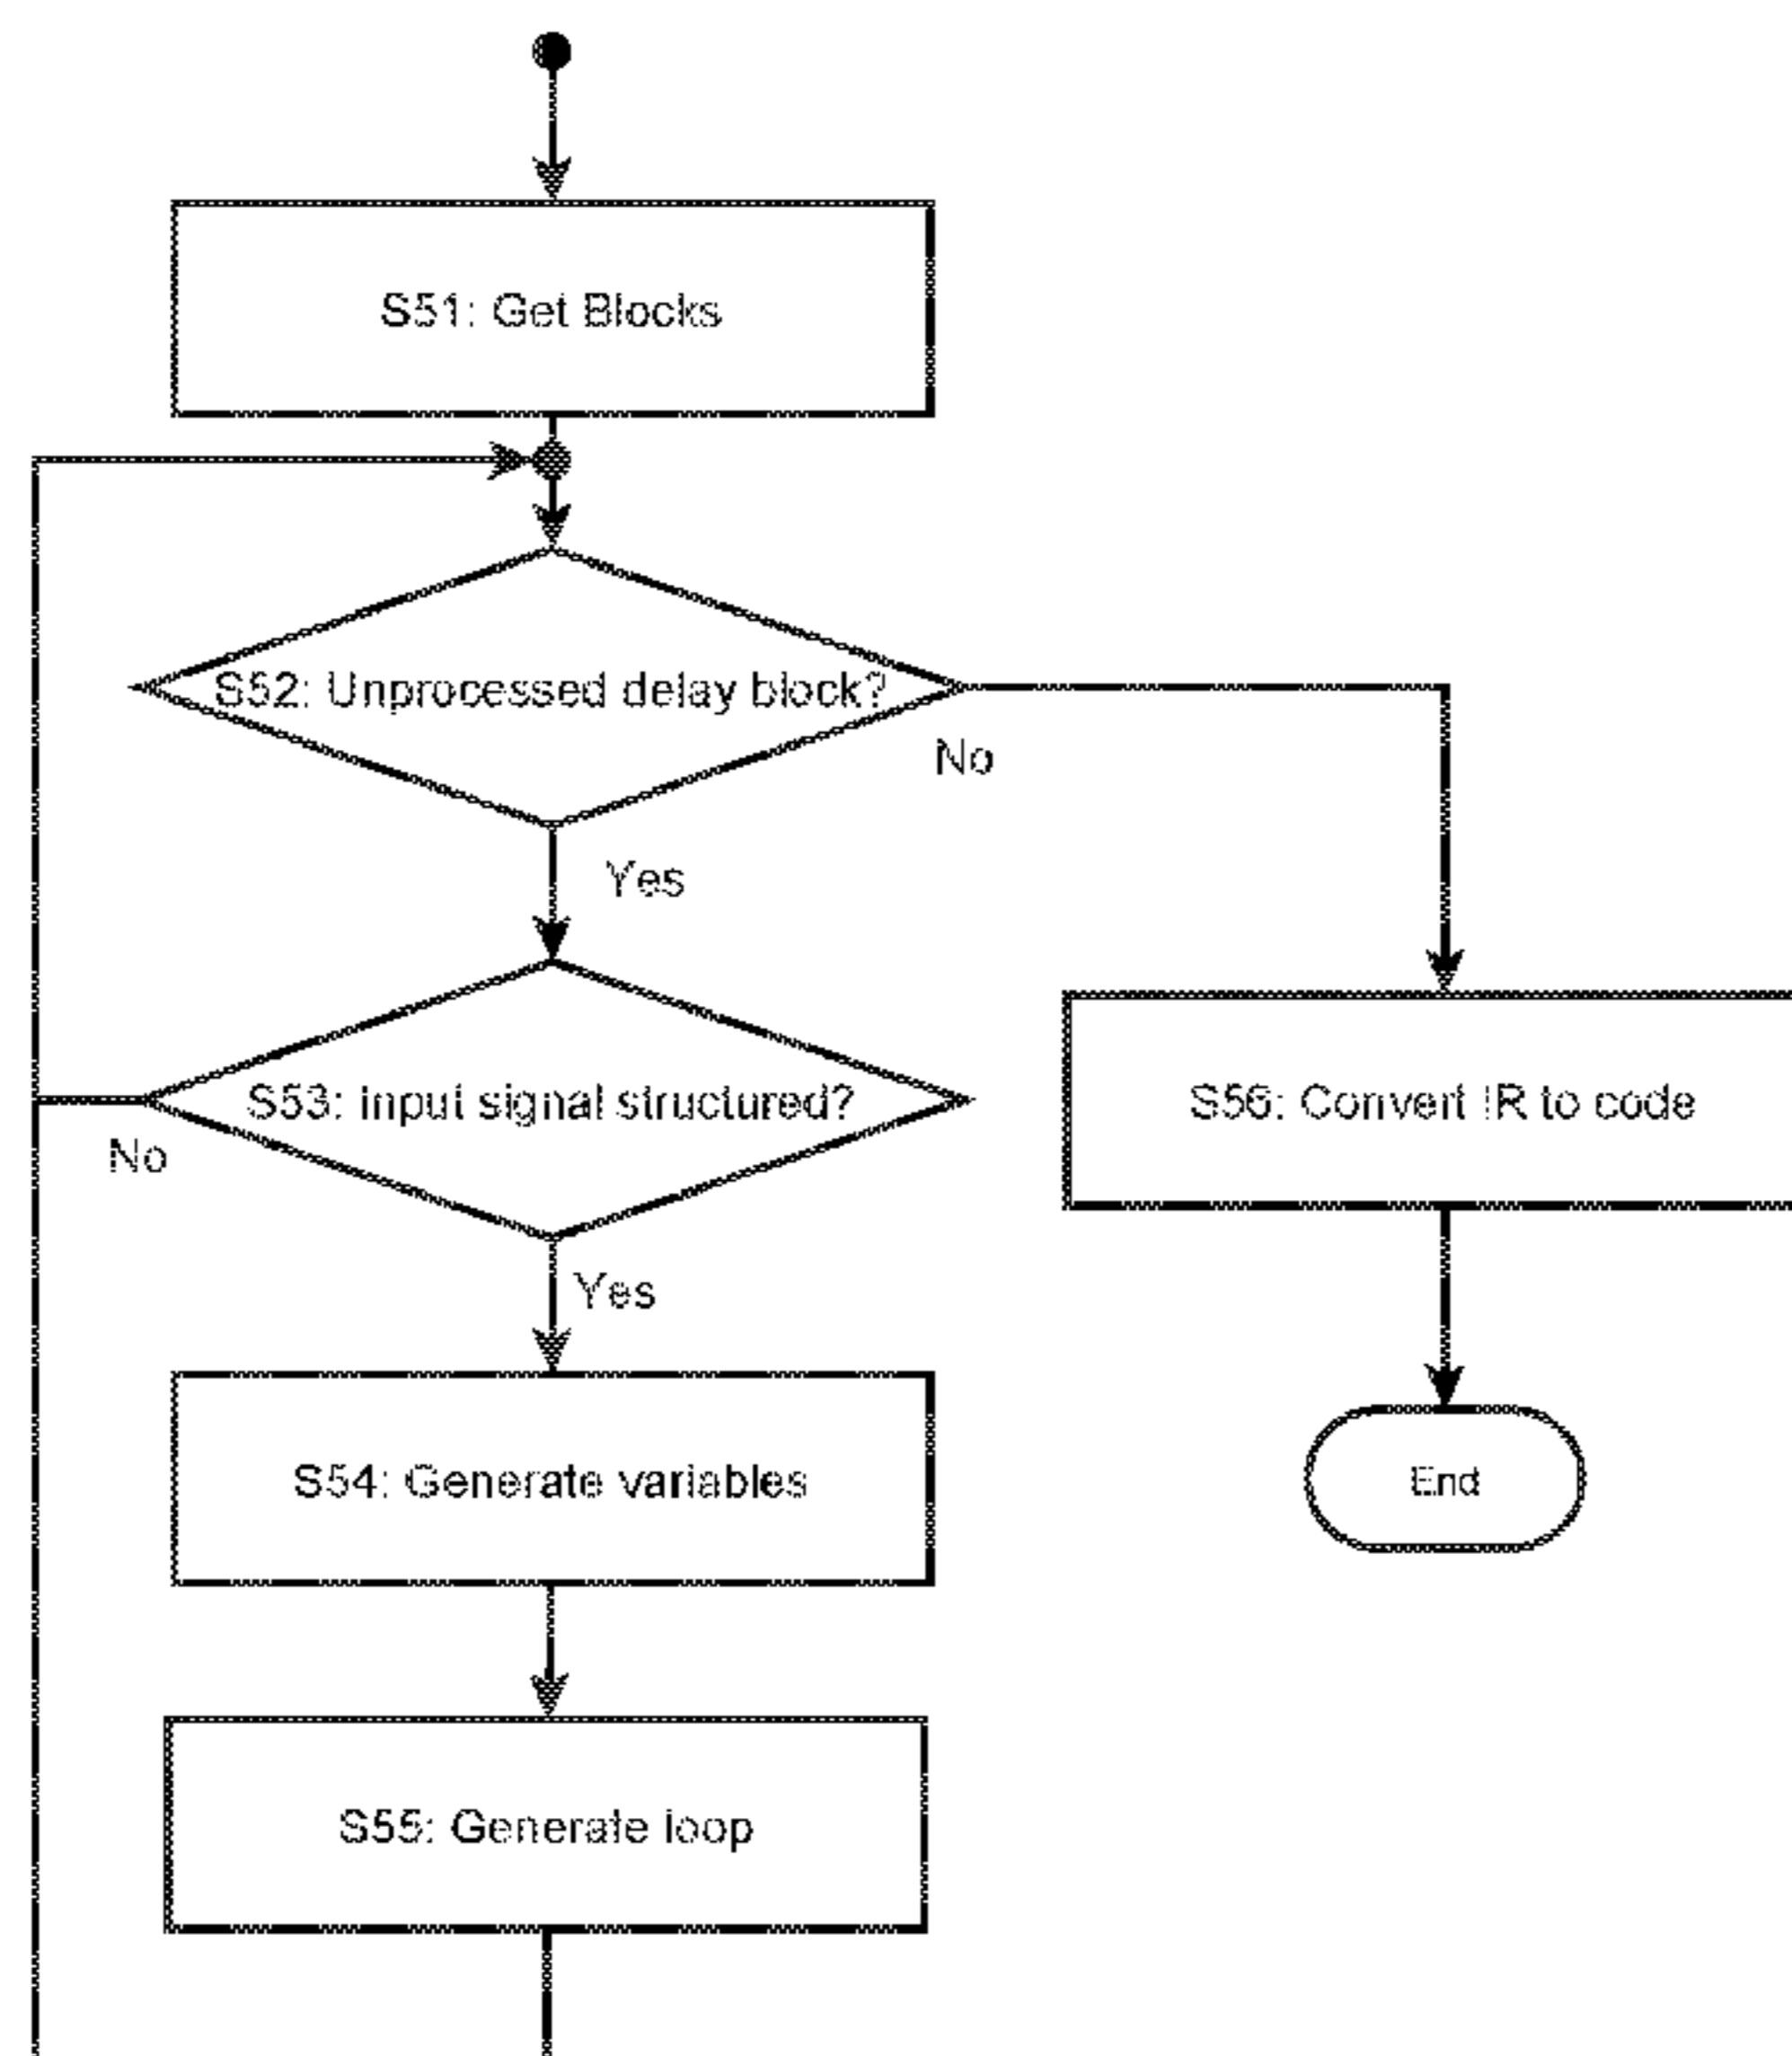 S51: Get Blocks
S52: Unprocessed delay block?
No
Yes
S53: Input signal structured?
No
S56: Convert IR to code
Yes
S54: Generate variables
End
S55: Generate loop